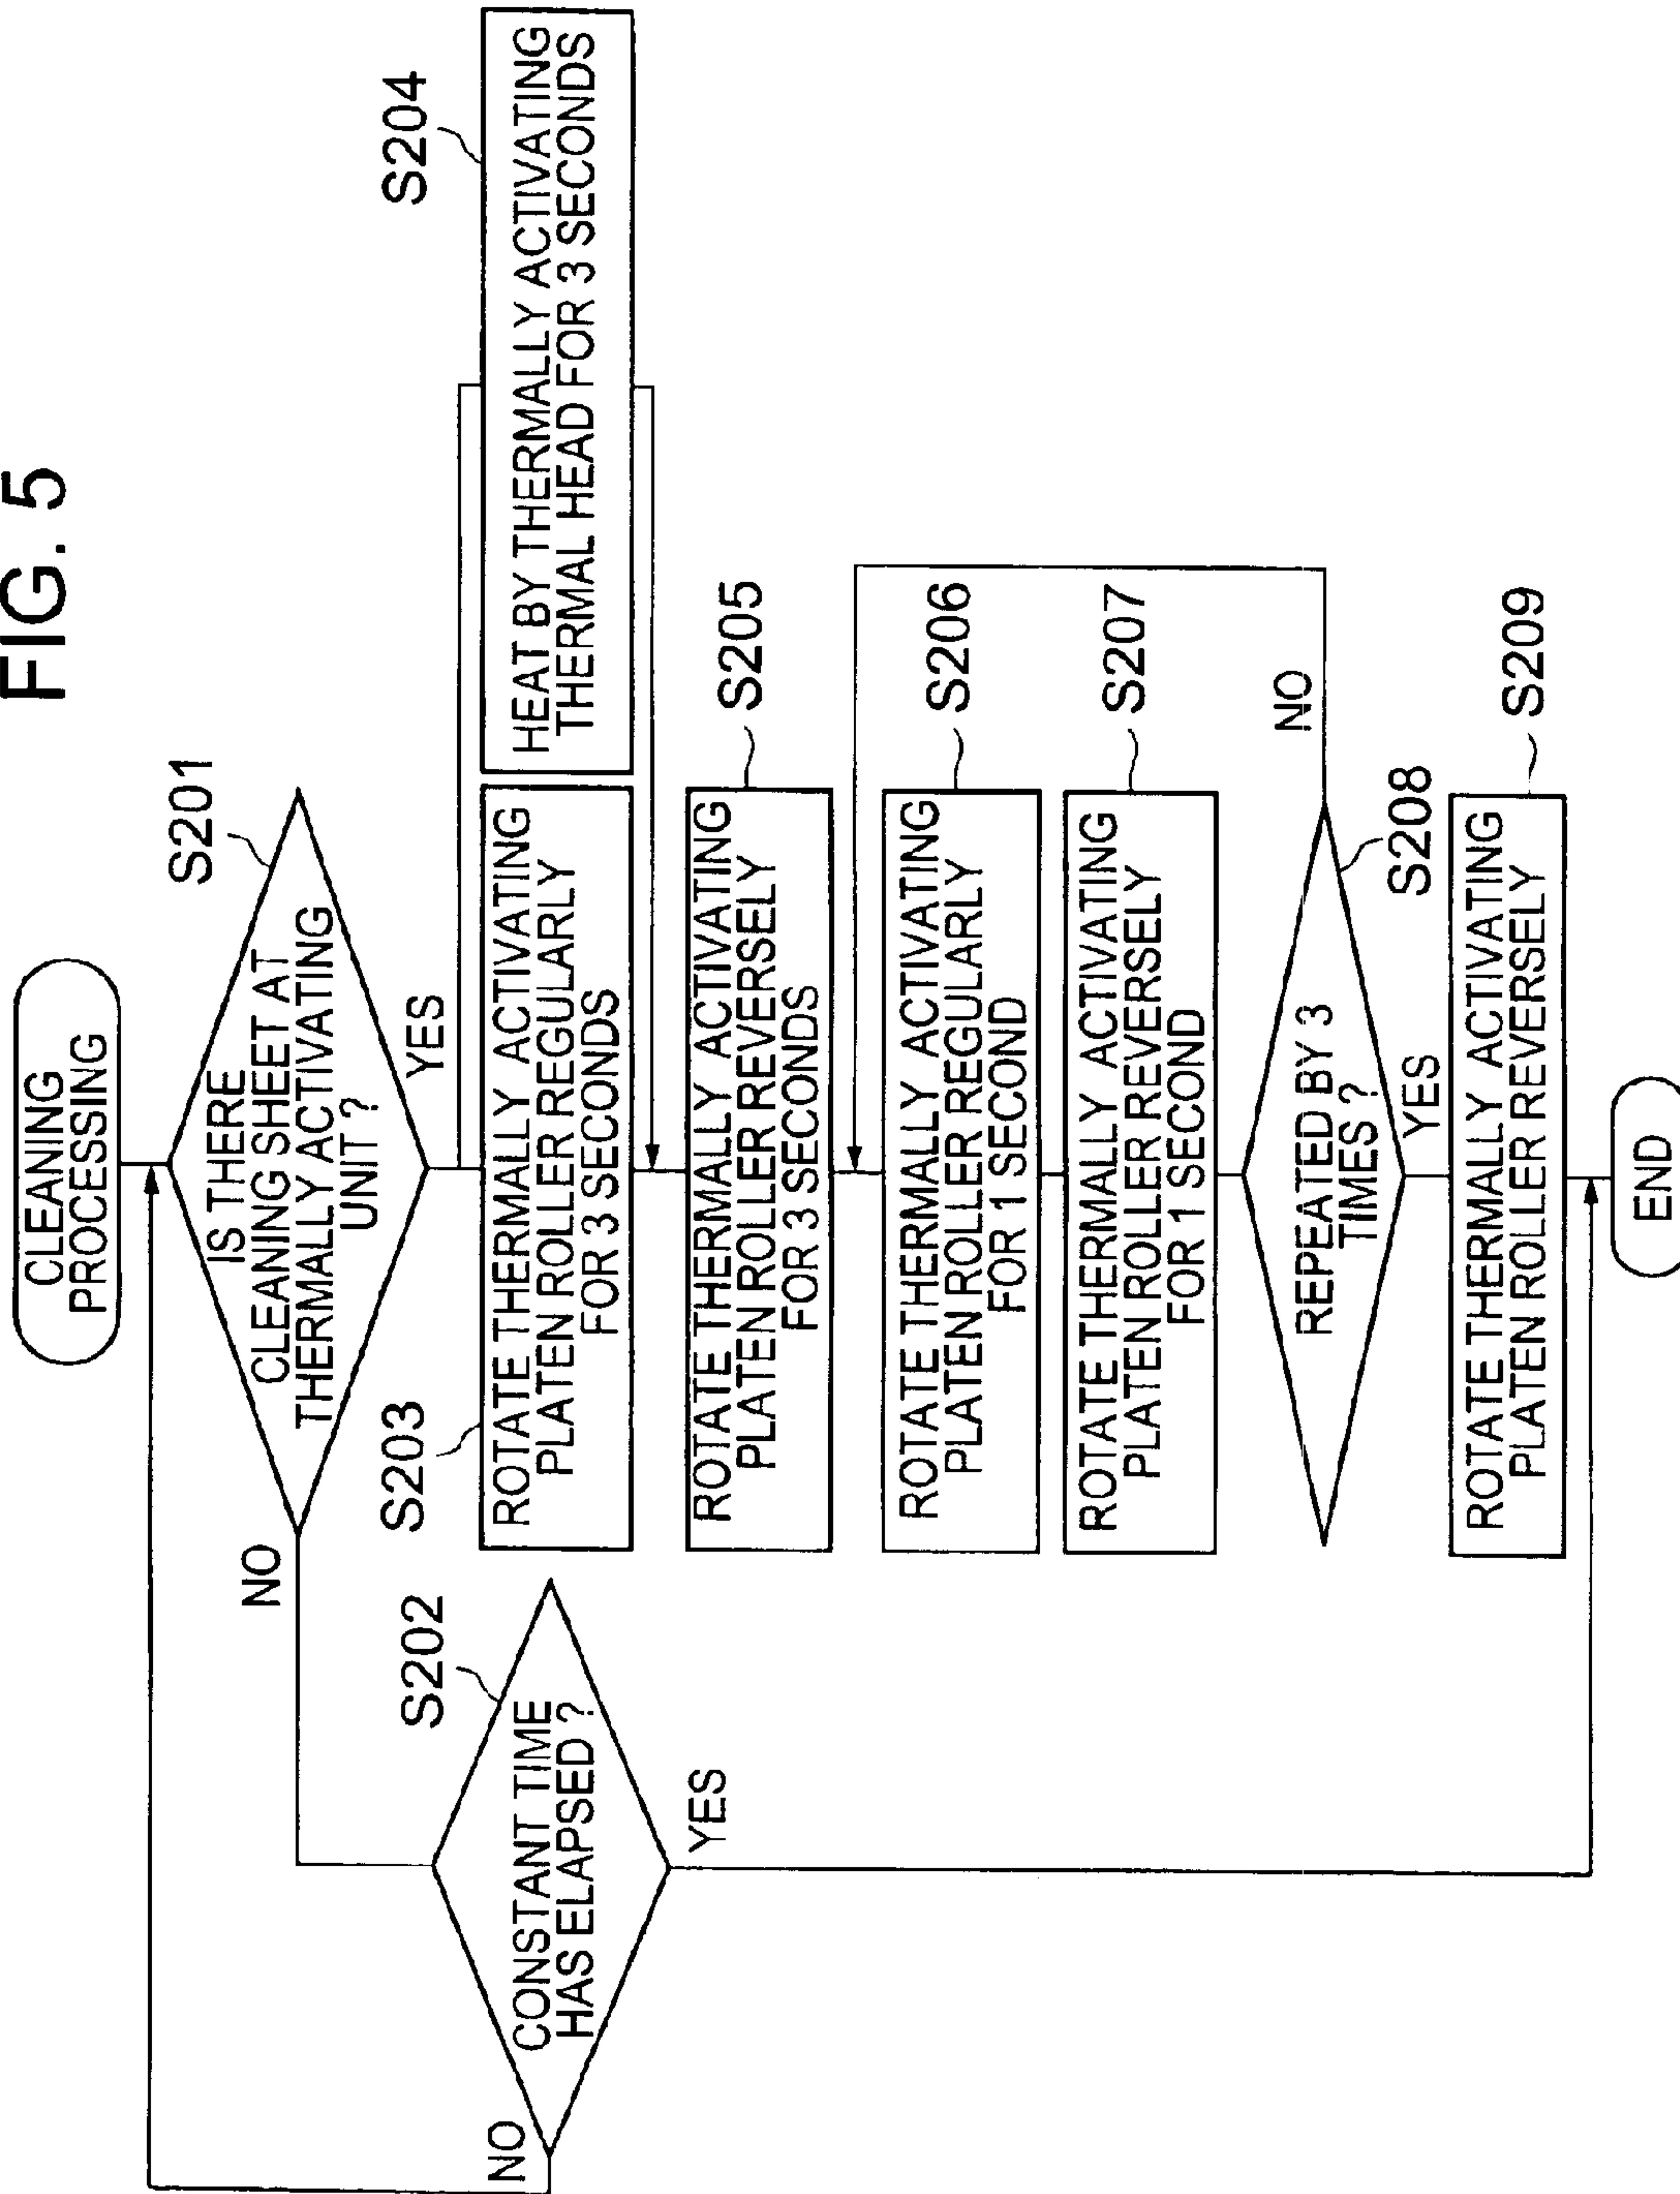 FIG. 5
CLEANING
PROCESSING
S201
IS THERE
CLEANING SHEET AT
THERMALLY ACTIVATING
UNIT ?
NO
YES
S202
CONSTANT TIME
HAS ELAPSED ?
NO
YES
S203
ROTATE THERMALLY ACTIVATING
PLATEN ROLLER REGULARLY
FOR 3 SECONDS
S204
HEAT BY THERMALLY ACTIVATING
THERMAL HEAD FOR 3 SECONDS
S205
ROTATE THERMALLY ACTIVATING
PLATEN ROLLER REVERSELY
FOR 3 SECONDS
S206
ROTATE THERMALLY ACTIVATING
PLATEN ROLLER REGULARLY
FOR 1 SECOND
S207
ROTATE THERMALLY ACTIVATING
PLATEN ROLLER REVERSELY
FOR 1 SECOND
S208
REPEATED BY 3
TIMES ?
NO
YES
S209
ROTATE THERMALLY ACTIVATING
PLATEN ROLLER REVERSELY
END